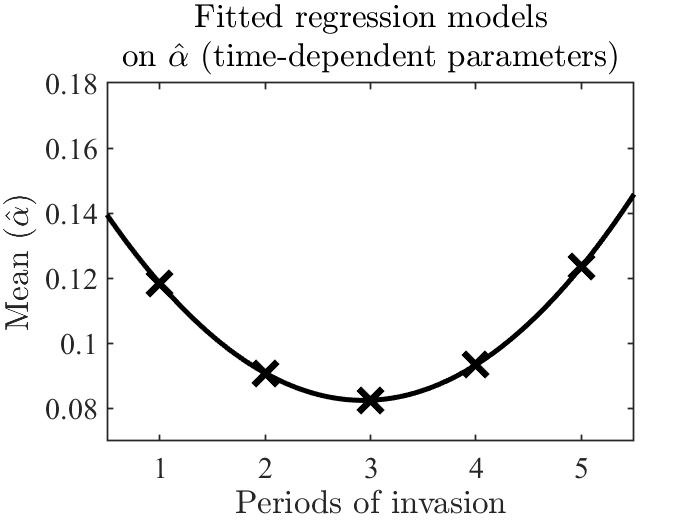 Fitted regression models
on α̂ (time-dependent parameters)
0.18
0.16
0.14
0.12
0.1
0.08
Mean (α̂)
1 2 3 4 5
Periods of invasion